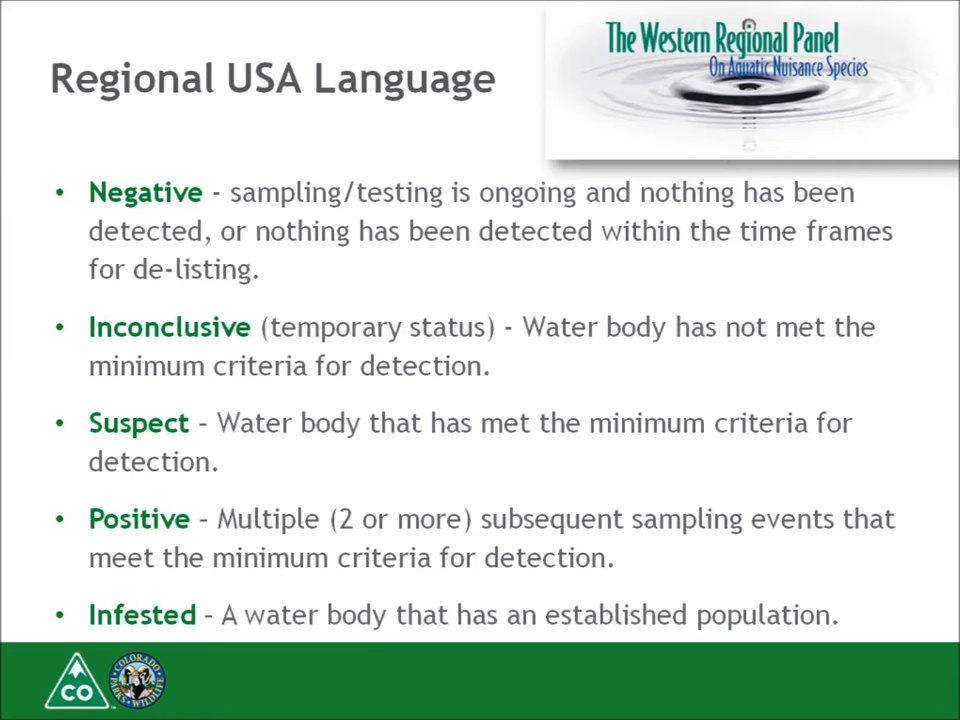 The Western Regional Panel
On Aquatic Nuisance Species
Regional USA Language
• Negative - sampling/testing is ongoing and nothing has been
detected, or nothing has been detected within the time frames
for de-listing.
• Inconclusive (temporary status) - Water body has not met the
minimum criteria for detection.
• Suspect – Water body that has met the minimum criteria for
detection.
• Positive – Multiple (2 or more) subsequent sampling events that
meet the minimum criteria for detection.
• Infested – A water body that has an established population.
CO
COLORADO
PARKS & WILDLIFE